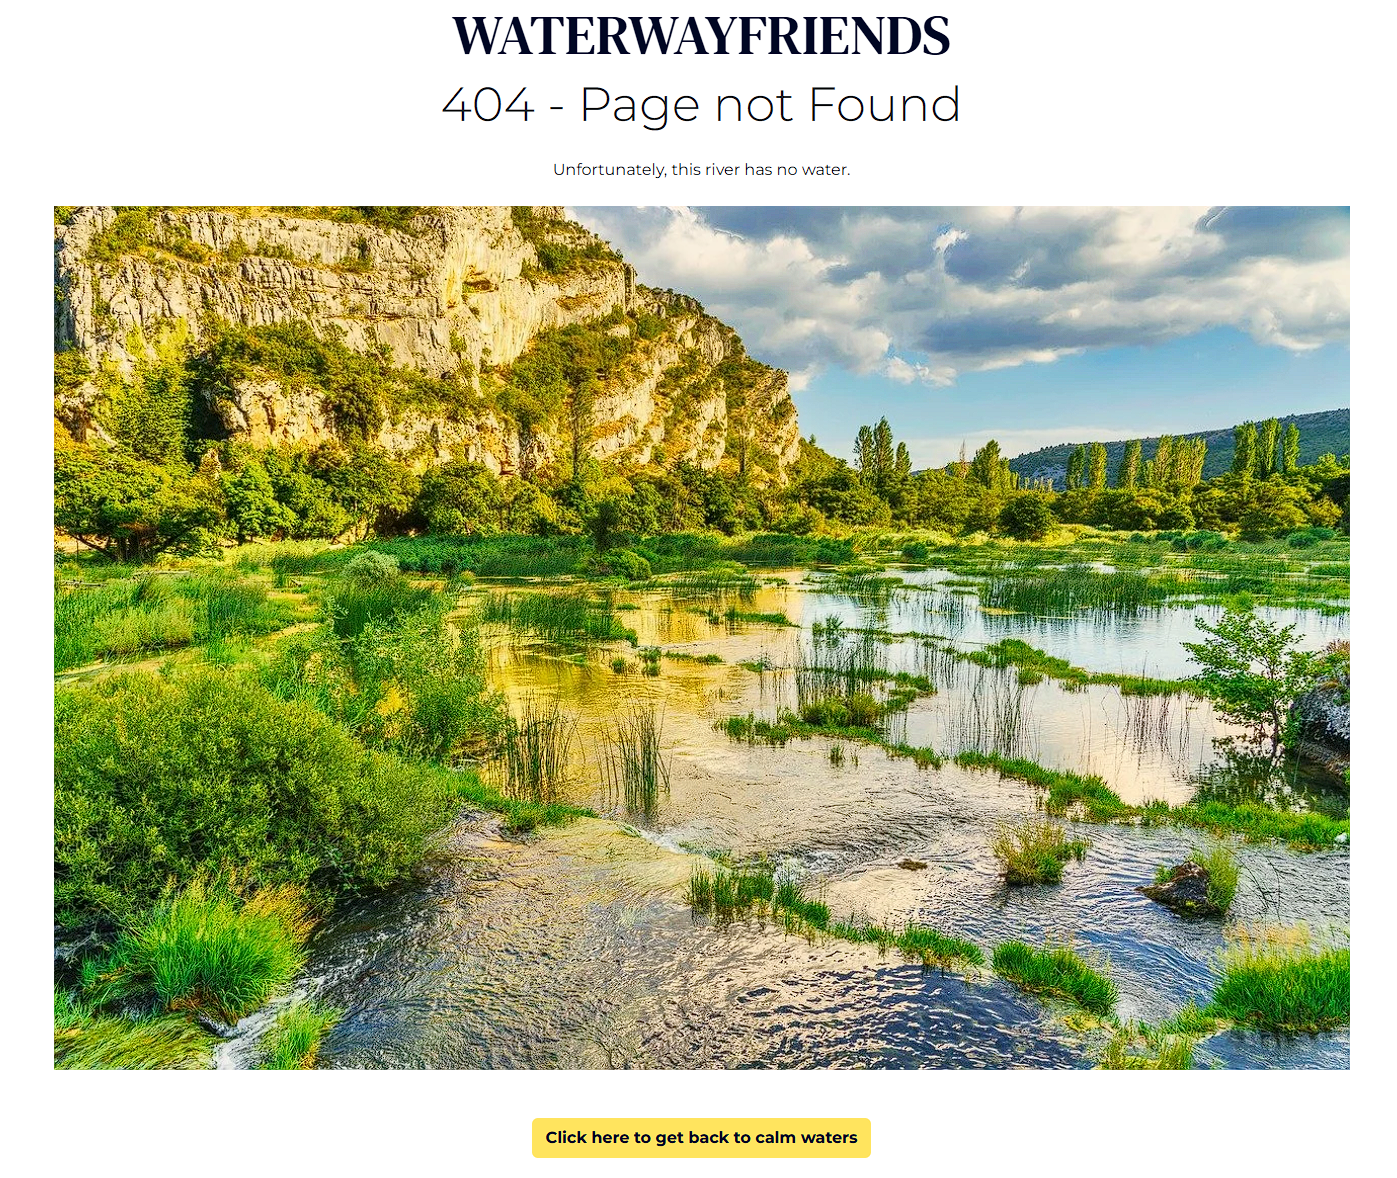 WATERWAYFRIENDS
404 - Page not Found
Unfortunately, this river has no water.
Click here to get back to calm waters